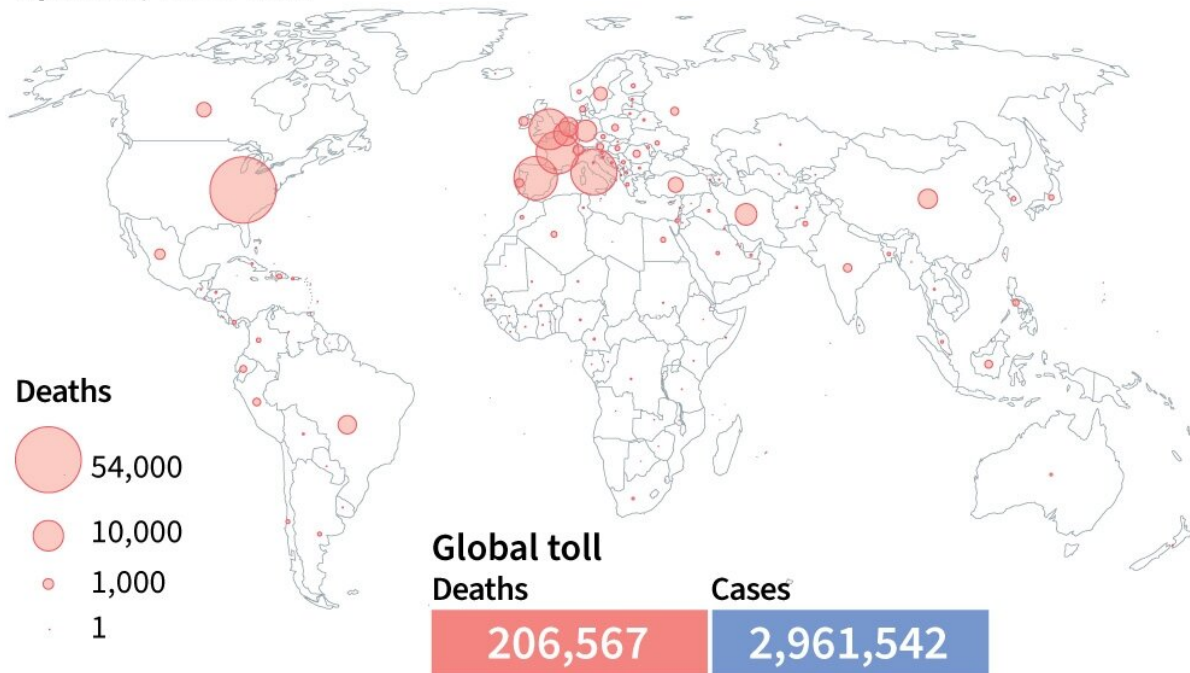 Deaths
54,000
10,000
1,000
1
Global toll
Deaths Cases
206,567 2,961,542